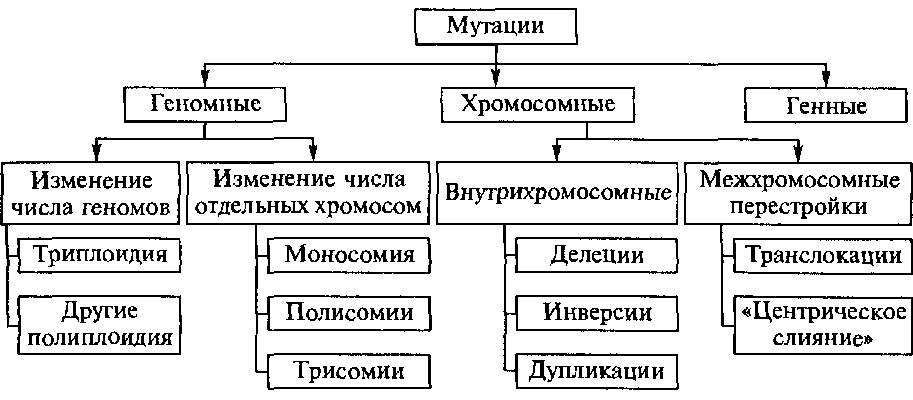 Мутации
Геномные
Хромосомные
Генные
Изменение
числа геномов
Изменение числа
отдельных хромосом
Внутрихромосомные
Межхромосомные
перестройки
Триплоидия
Моносомия
Делеции
Транслокации
Другие
полиплоидия
Полисомии
Инверсии
«Центрическое
слияние»
Трисомии
Дупликации